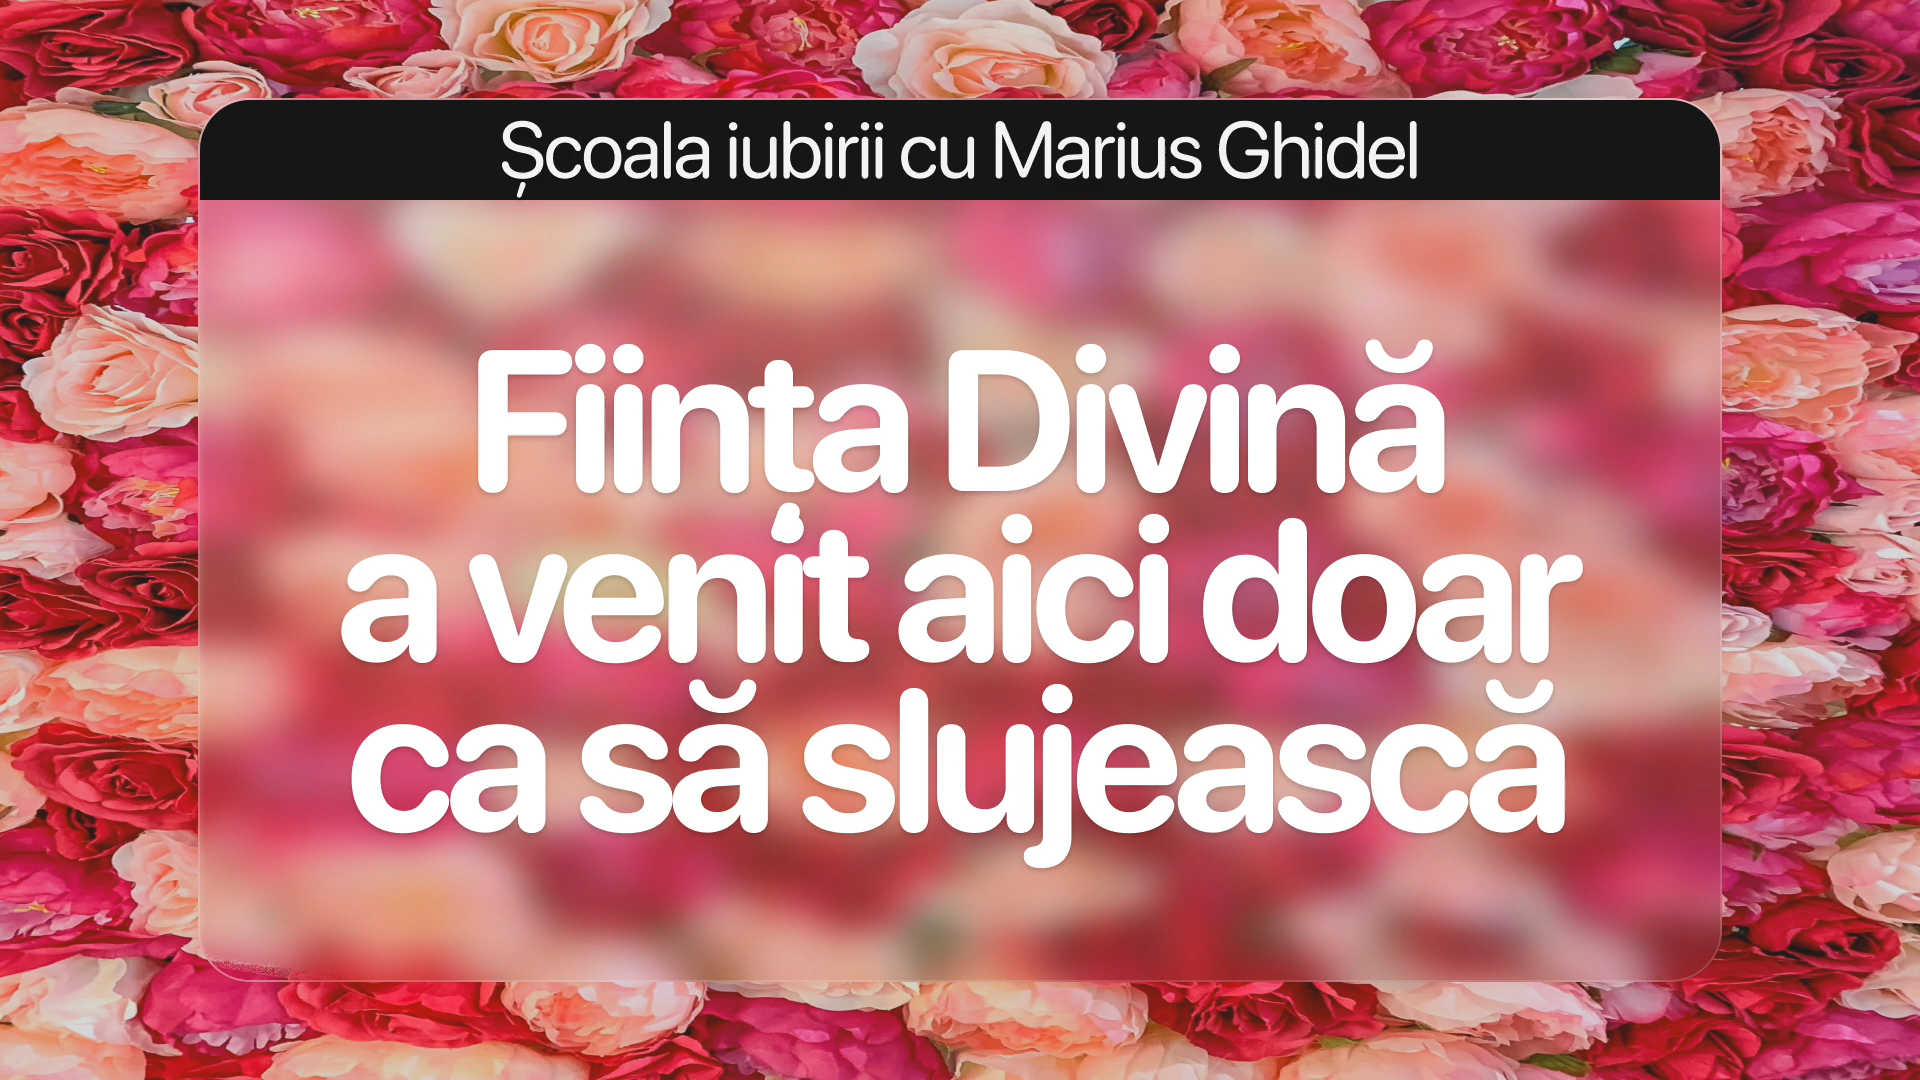 Școala iubirii cu Marius Ghidel
Ființa Divină
a venit aici doar
ca să slujească